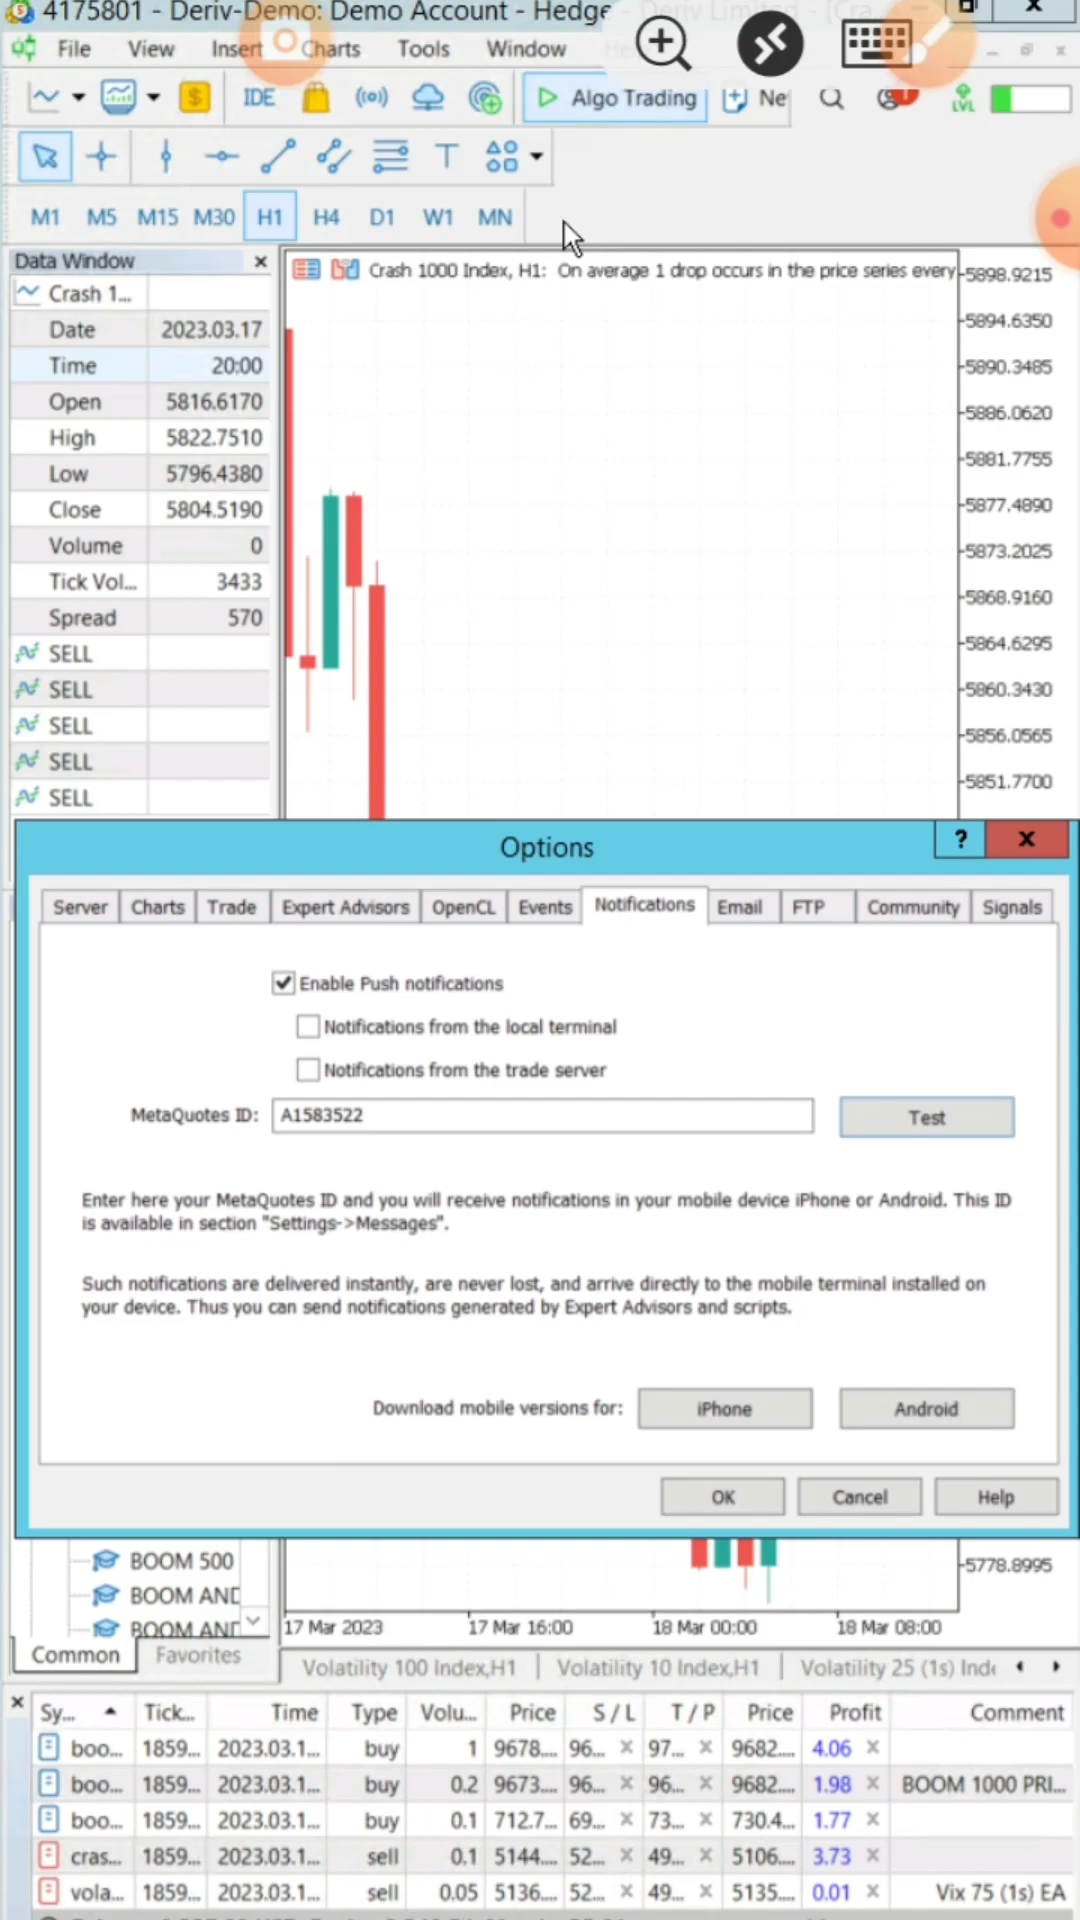 4175801 - Deriv-Demo: Demo Account - Hedge - Deriv Limited - [Cra
File View Insert Charts Tools Window
IDE Algo Trading Ne
LVL
T
M1 M5 M15 M30 H1 H4 D1 W1 MN
Data Window
Crash 1...
Date 2023.03.17
Time 20:00
Open 5816.6170
High 5822.7510
Low 5796.4380
Close 5804.5190
Volume 0
Tick Vol... 3433
Spread 570
SELL
SELL
SELL
SELL
SELL
Crash 1000 Index, H1: On average 1 drop occurs in the price series every
5898.9215
5894.6350
5890.3485
5886.0620
5881.7755
5877.4890
5873.2025
5868.9160
5864.6295
5860.3430
5856.0565
5851.7700
Options
? x
Server Charts Trade Expert Advisors OpenCL Events Notifications Email FTP Community Signals
Enable Push notifications
Notifications from the local terminal
Notifications from the trade server
MetaQuotes ID: A1583522 Test
Enter here your MetaQuotes ID and you will receive notifications in your mobile device iPhone or Android. This ID
is available in section "Settings->Messages".
Such notifications are delivered instantly, are never lost, and arrive directly to the mobile terminal installed on
your device. Thus you can send notifications generated by Expert Advisors and scripts.
Download mobile versions for: iPhone Android
OK Cancel Help
BOOM 500
BOOM AND
BOOM AND
Common Favorites
5778.8995
17 Mar 2023 17 Mar 16:00 18 Mar 00:00 18 Mar 08:00
Volatility 100 Index,H1 | Volatility 10 Index,H1 | Volatility 25 (1s) Inde
Sy... Tick... Time Type Volu... Price S / L T / P Price Profit Comment
boo... 1859... 2023.03.1... buy 1 9678.... 96... 97... 9682.... 4.06
boo... 1859... 2023.03.1... buy 0.2 9673.... 96... 96... 9682.... 1.98 BOOM 1000 PRI...
boo... 1859... 2023.03.1... buy 0.1 712.7... 69... 73... 730.4... 1.77
cras... 1859... 2023.03.1... sell 0.1 5144.... 52... 49... 5106.... 3.73
vola... 1859... 2023.03.1... sell 0.05 5136.... 52... 49... 5135.... 0.01 Vix 75 (1s) EA